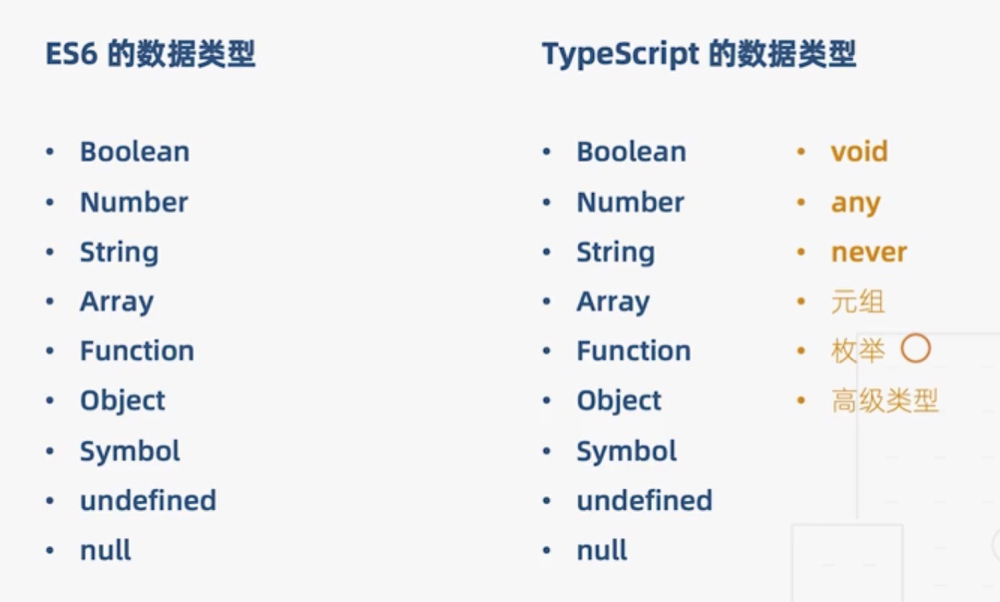 ES6 的数据类型
Boolean
Number
String
Array
Function
Object
Symbol
undefined
null
TypeScript 的数据类型
Boolean
Number
String
Array
Function
Object
Symbol
undefined
null
void
any
never
元组
枚举
高级类型